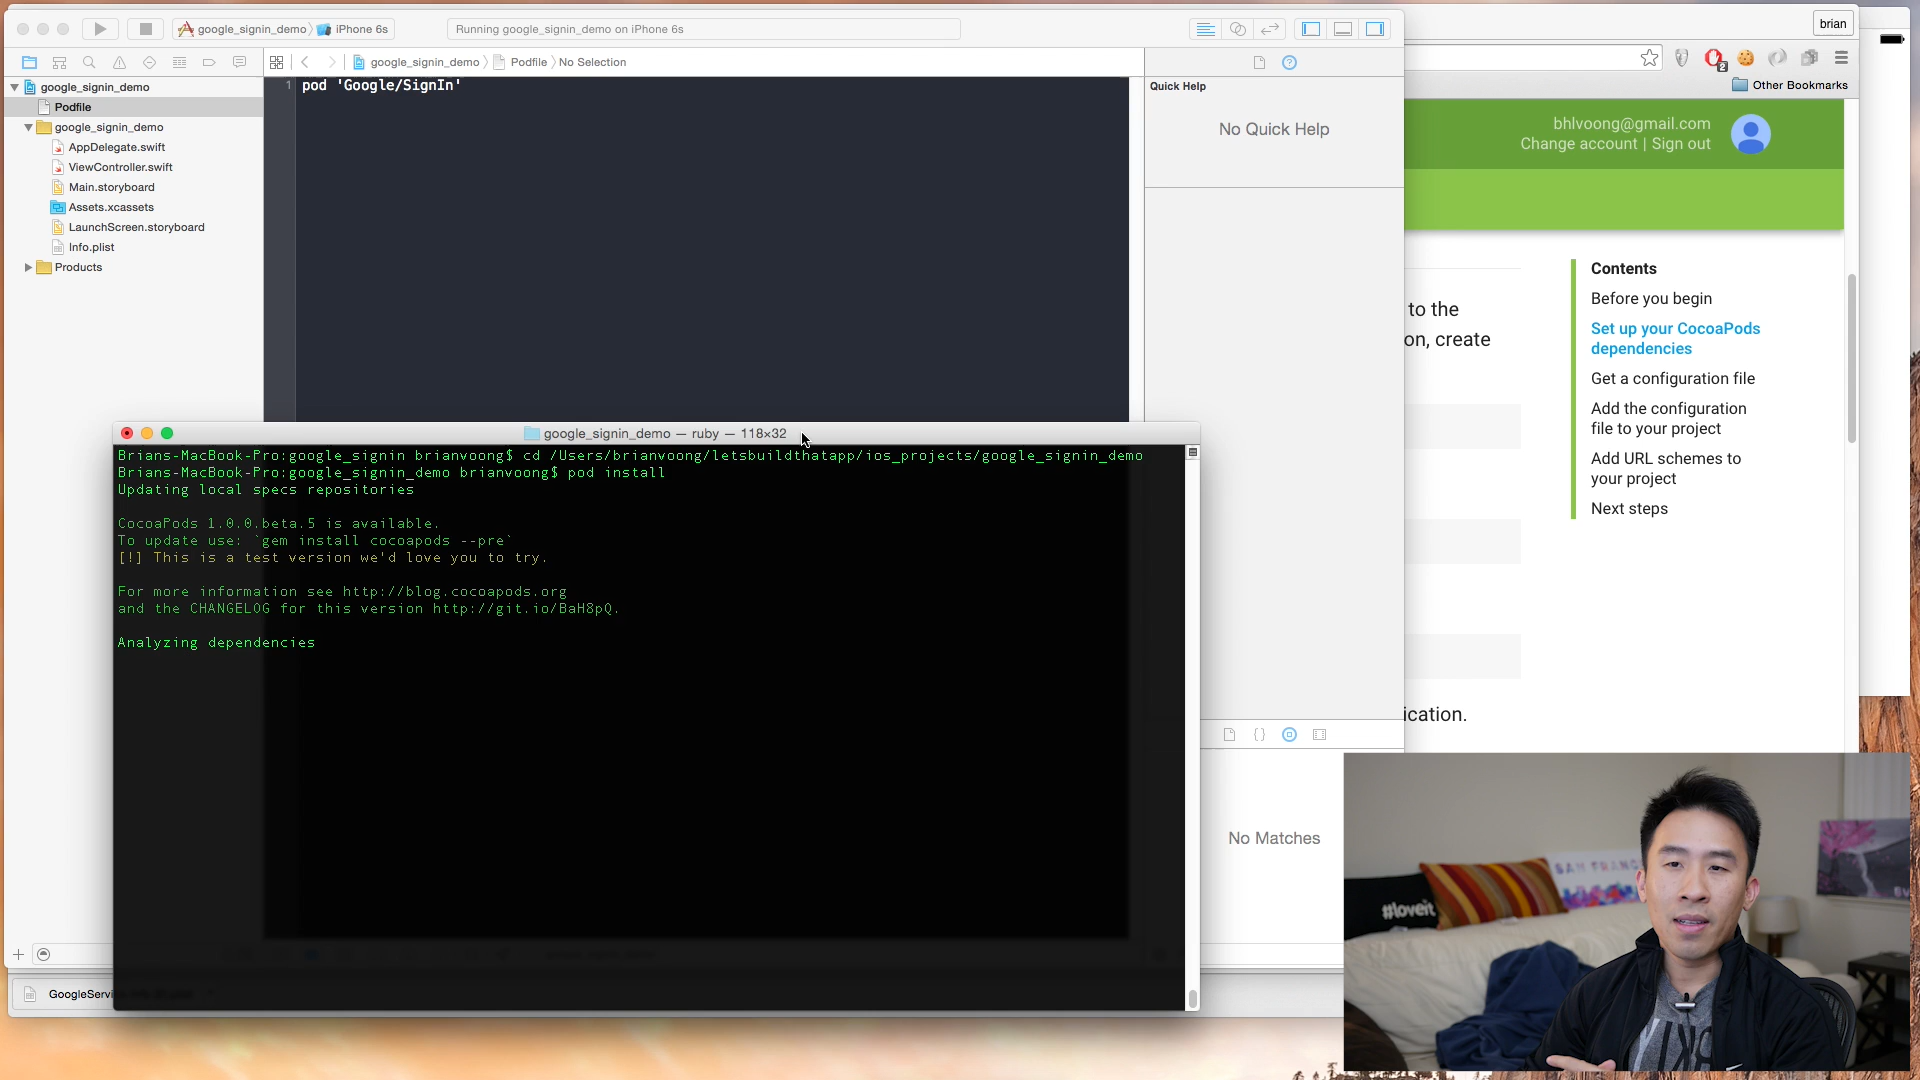 google_signin_demo
iPhone 6s
Running google_signin_demo on iPhone 6s
brian
google_signin_demo
Podfile
No Selection
Other Bookmarks
google_signin_demo
Podfile
google_signin_demo
AppDelegate.swift
ViewController.swift
Main.storyboard
Assets.xcassets
LaunchScreen.storyboard
Info.plist
Products
1 pod 'Google/SignIn'
Quick Help
No Quick Help
2
bhlvoong@gmail.com
Change account | Sign out
to the
on, create
ication.
Contents
Before you begin
Set up your CocoaPods
dependencies
Get a configuration file
Add the configuration
file to your project
Add URL schemes to
your project
Next steps
google_signin_demo — ruby — 118×32
Brians-MacBook-Pro:google_signin brianvoong$ cd /Users/brianvoong/letsbuildthatapp/ios_projects/google_signin_demo
Brians-MacBook-Pro:google_signin_demo brianvoong$ pod install
Updating local specs repositories
CocoaPods 1.0.0.beta.5 is available.
To update use: `gem install cocoapods --pre`
[!] This is a test version we'd love you to try.
For more information see http://blog.cocoapods.org
and the CHANGELOG for this version http://git.io/BaH8pQ.
Analyzing dependencies
No Matches
GoogleServi
#loveit
SAN FRANC